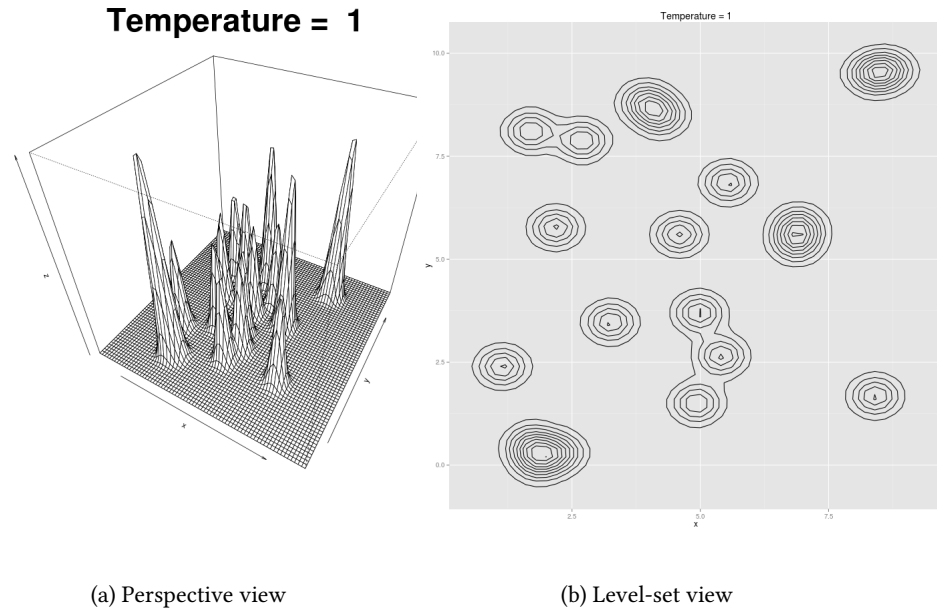 Temperature = 1
z
x
y
Temperature = 1
10.0
7.5
5.0
2.5
0.0
y
2.5
5.0
7.5
x
(a) Perspective view
(b) Level-set view